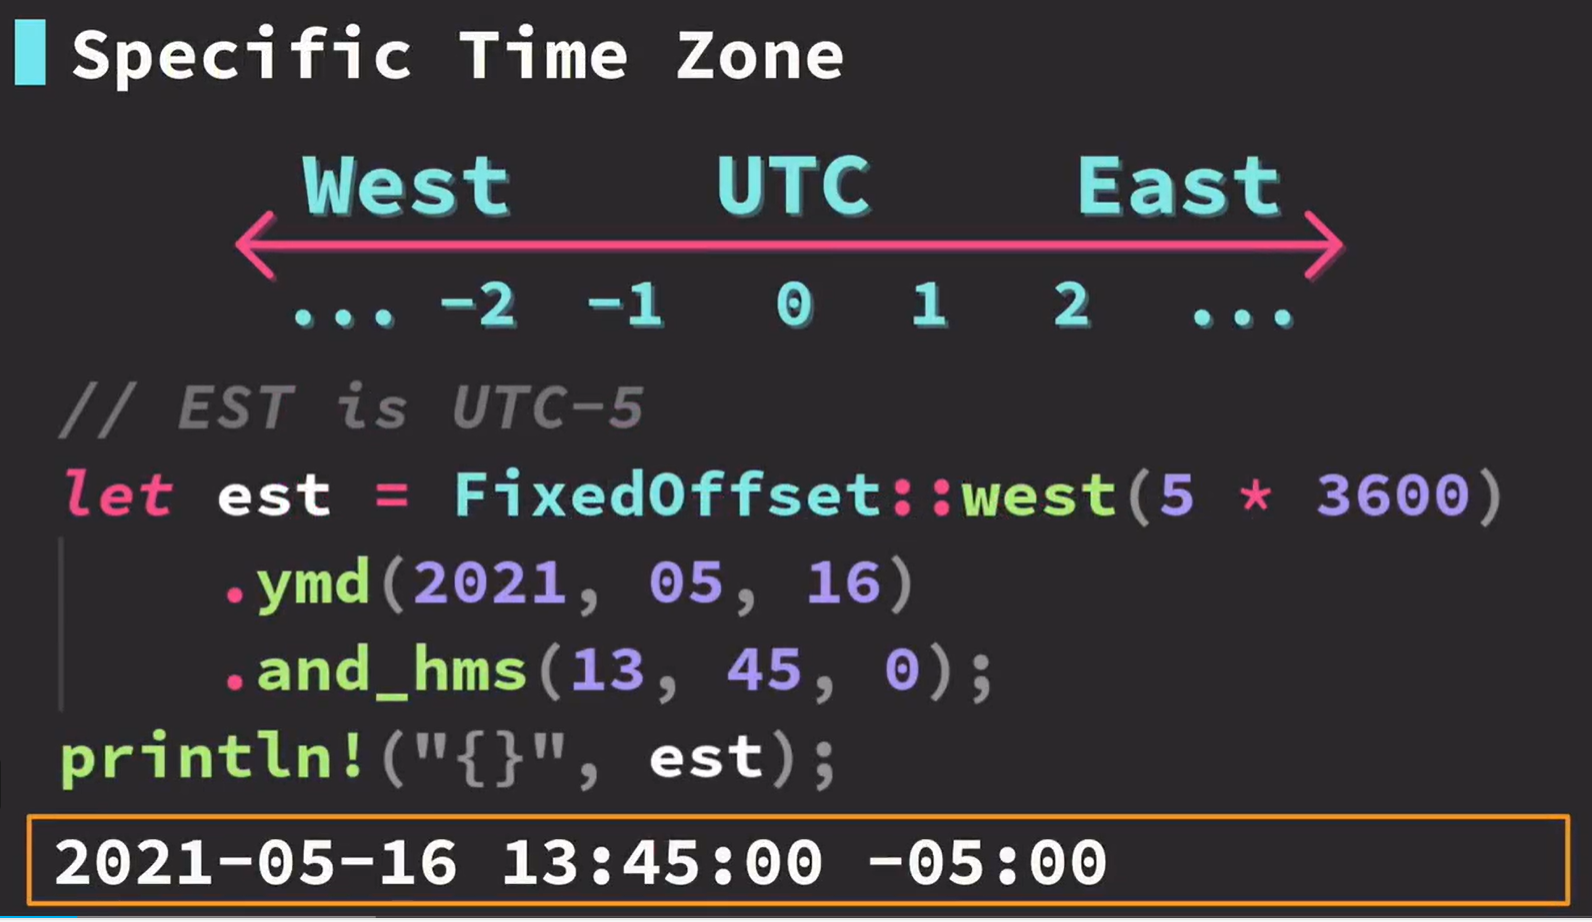 Specific Time Zone
West UTC East
... -2 -1 0 1 2 ...
// EST is UTC-5
let est = FixedOffset::west(5 * 3600)
.ymd(2021, 05, 16)
.and_hms(13, 45, 0);
println!("{}", est);
2021-05-16 13:45:00 -05:00